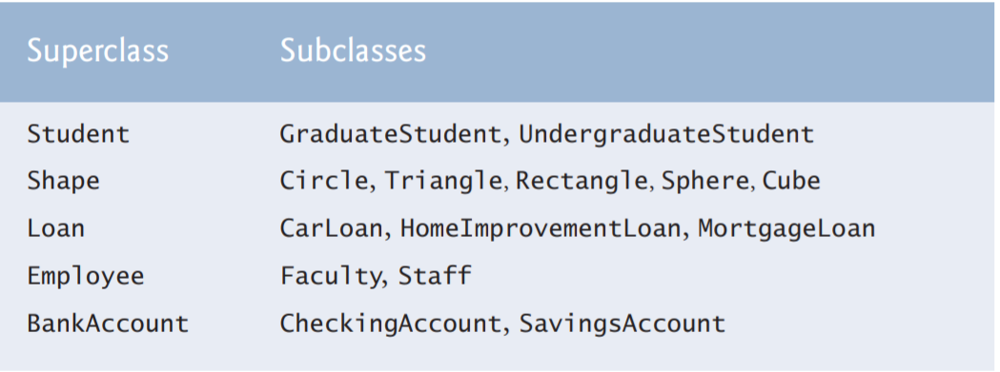 Superclass Subclasses
Student GraduateStudent, UndergraduateStudent
Shape Circle, Triangle, Rectangle, Sphere, Cube
Loan CarLoan, HomeImprovementLoan, MortgageLoan
Employee Faculty, Staff
BankAccount CheckingAccount, SavingsAccount